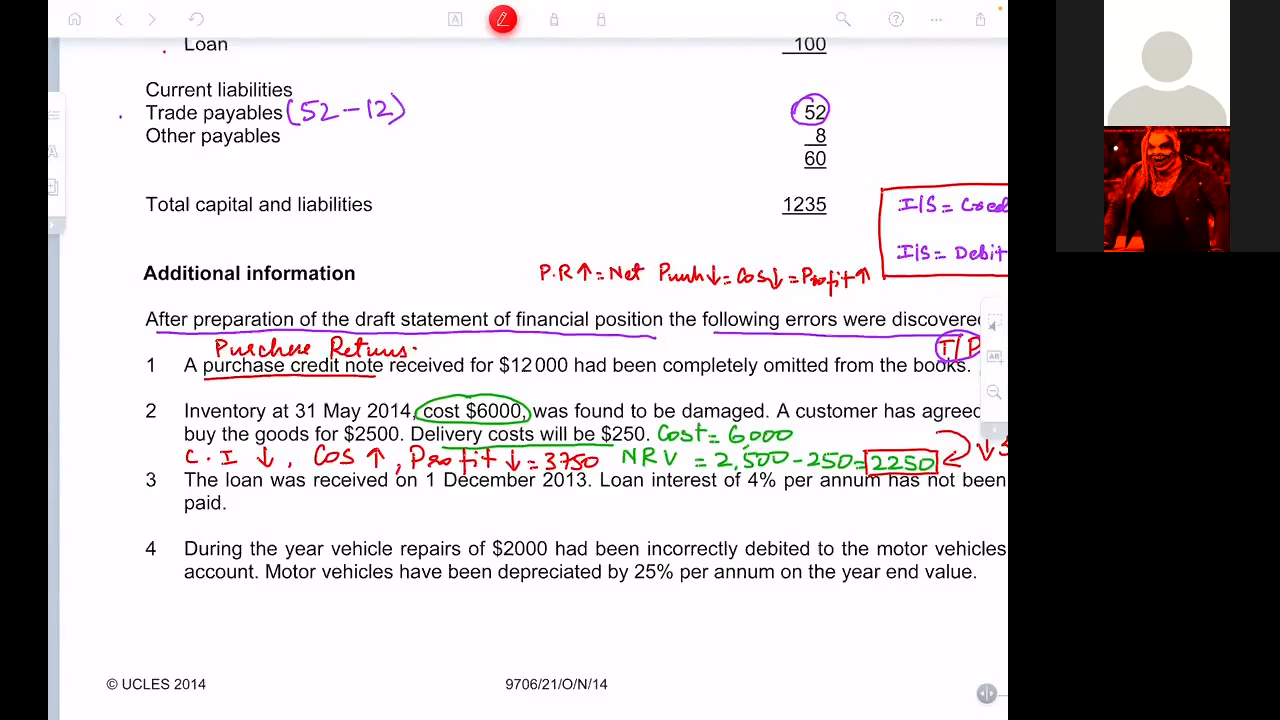 Loan 100
Current liabilities
Trade payables (52-12) 52
Other payables 8
60
Total capital and liabilities 1235
I/S = Cred
I/S = Debit
Additional information
P.R ↑ = Net Purch ↓ = Cos ↓ = Profit ↑
After preparation of the draft statement of financial position the following errors were discovered
Purchase Returns. T/P
1 A purchase credit note received for $12 000 had been completely omitted from the books.
2 Inventory at 31 May 2014, cost $6000, was found to be damaged. A customer has agreed
buy the goods for $2500. Delivery costs will be $250. Cost = 6,000
C.I ↓, Cos ↑, Profit ↓ = 3750 NRV = 2,500-250=2250
3 The loan was received on 1 December 2013. Loan interest of 4% per annum has not been
paid.
4 During the year vehicle repairs of $2000 had been incorrectly debited to the motor vehicles
account. Motor vehicles have been depreciated by 25% per annum on the year end value.
© UCLES 2014 9706/21/O/N/14